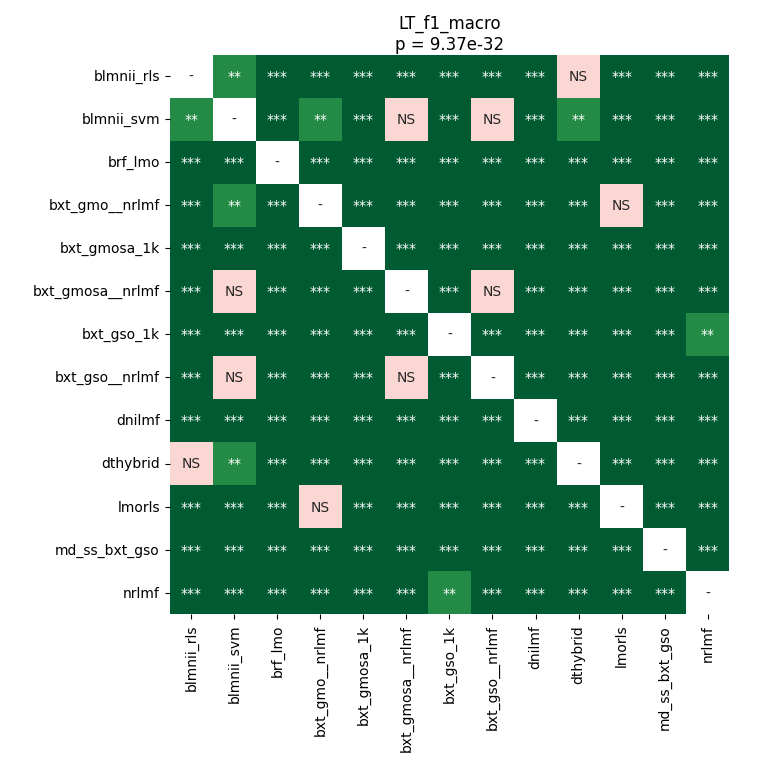 LT_f1_macro
p = 9.37e-32
blmnii_rls - ** *** *** *** *** *** *** *** NS *** *** ***
blmnii_svm ** - *** ** *** NS *** NS *** ** *** *** ***
brf_lmo *** *** - *** *** *** *** *** *** *** *** *** ***
bxt_gmo__nrlmf *** ** *** - *** *** *** *** *** *** NS *** ***
bxt_gmosa_1k *** *** *** *** - *** *** *** *** *** *** *** ***
bxt_gmosa__nrlmf *** NS *** *** *** - *** NS *** *** *** *** ***
bxt_gso_1k *** *** *** *** *** *** - *** *** *** *** *** **
bxt_gso__nrlmf *** NS *** *** *** NS *** - *** *** *** *** ***
dnilmf *** *** *** *** *** *** *** *** - *** *** *** ***
dthybrid NS ** *** *** *** *** *** *** *** - *** *** ***
lmorls *** *** *** NS *** *** *** *** *** *** - *** ***
md_ss_bxt_gso *** *** *** *** *** *** *** *** *** *** *** - ***
nrlmf *** *** *** *** *** *** ** *** *** *** *** *** -
blmnii_rls
blmnii_svm
brf_lmo
bxt_gmo__nrlmf
bxt_gmosa_1k
bxt_gmosa__nrlmf
bxt_gso_1k
bxt_gso__nrlmf
dnilmf
dthybrid
lmorls
md_ss_bxt_gso
nrlmf